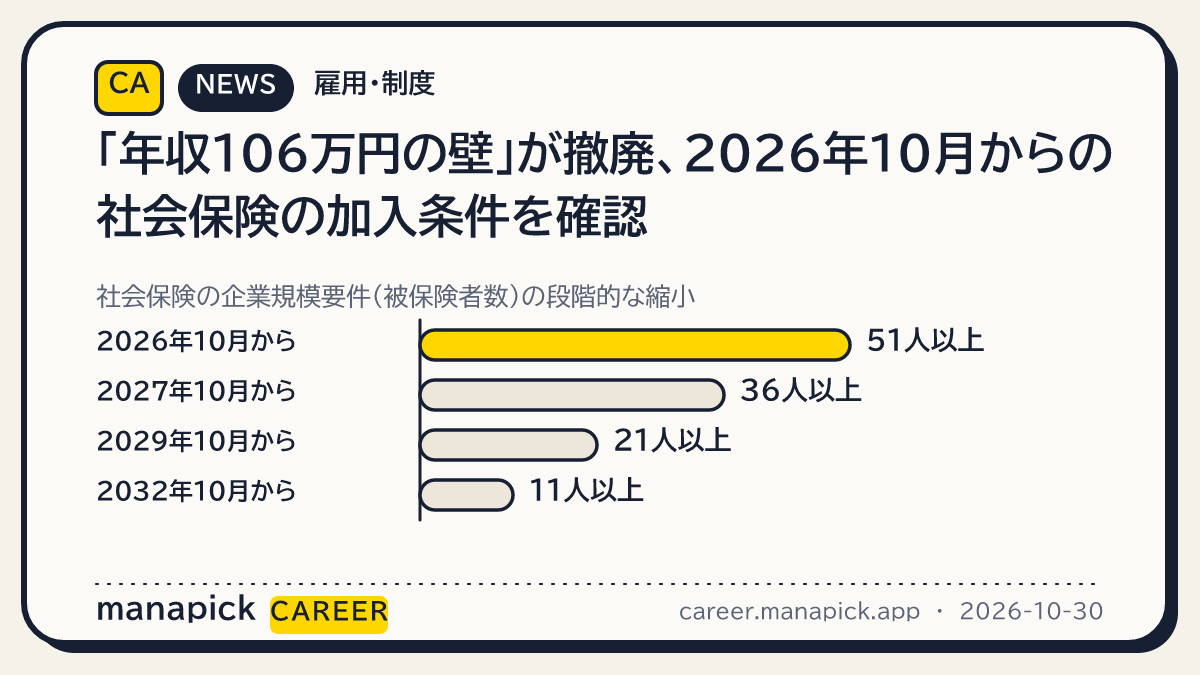 CA NEWS 雇用・制度
「年収106万円の壁」が撤廃、2026年10月からの
社会保険の加入条件を確認
社会保険の企業規模要件（被保険者数）の段階的な縮小
2026年10月から 51人以上
2027年10月から 36人以上
2029年10月から 21人以上
2032年10月から 11人以上
manapick CAREER career.manapick.app ・ 2026-10-30